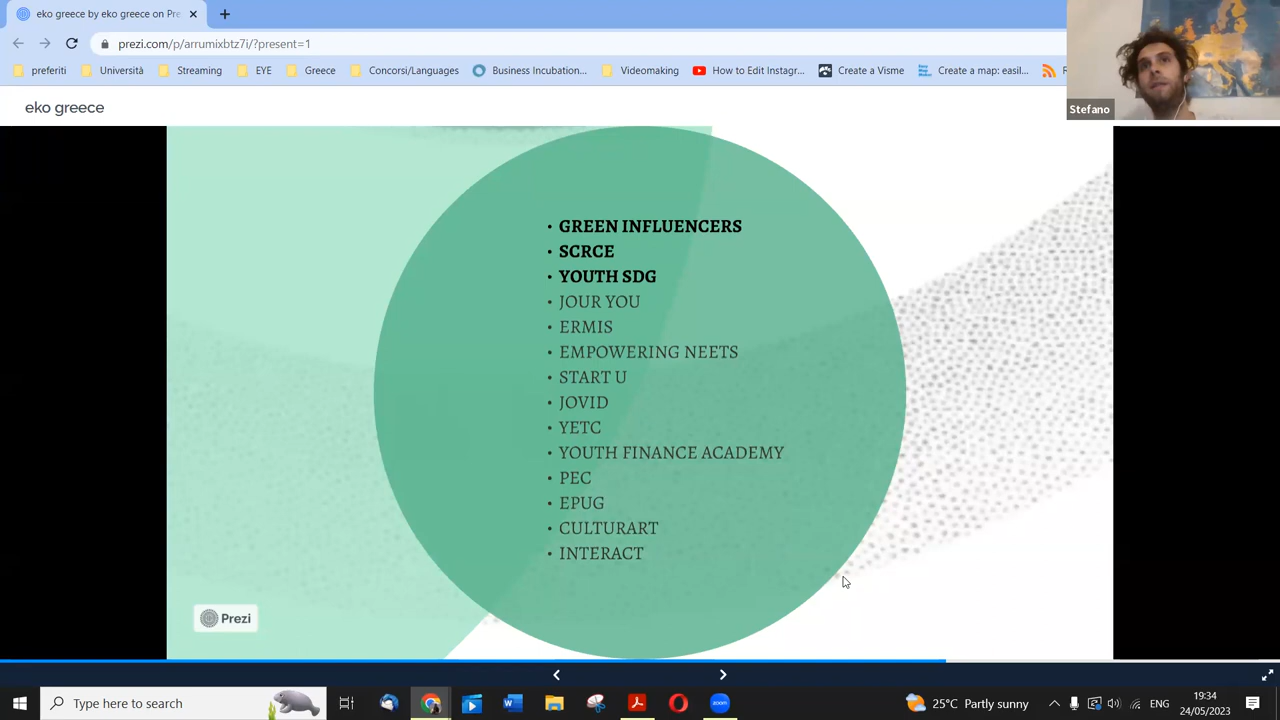 eko greece by greece on Pre
prezi.com/p/arrumixbtz7i/?present=1
preferiti
Università
Streaming
EYE
Greece
Concorsi/Languages
Business Incubation...
Videomaking
How to Edit Instagr...
Create a Visme
Create a map: easil...
Stefano
eko greece
• GREEN INFLUENCERS
• SCRCE
• YOUTH SDG
• JOUR YOU
• ERMIS
• EMPOWERING NEETS
• START U
• JOVID
• YETC
• YOUTH FINANCE ACADEMY
• PEC
• EPUG
• CULTURART
• INTERACT
Prezi
Type here to search
zoom
25°C Partly sunny
ENG
19:34
24/05/2023